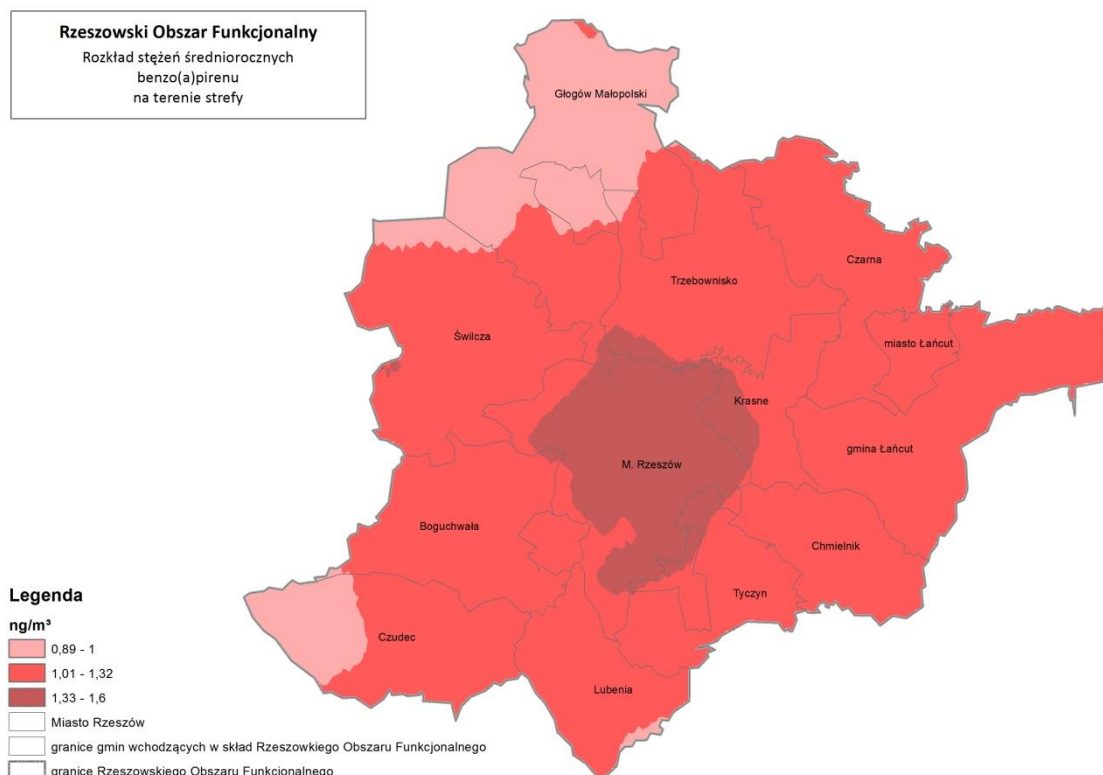 Rzeszowski Obszar Funkcjonalny
Rozkład stężeń średniorocznych
benzo(a)pirenu
na terenie strefy
Głogów Małopolski
Czarna
Trzebownisko
Świlcza
miasto Łańcut
Krasne
gmina Łańcut
M. Rzeszów
Boguchwała
Chmielnik
Tyczyn
Czudec
Lubenia
Legenda
ng/m³
0,89 - 1
1,01 - 1,32
1,33 - 1,6
Miasto Rzeszów
granice gmin wchodzących w skład Rzeszowkiego Obszaru Funkcjonalnego
granice Rzeszowskiego Obszaru Funkcjonalnego